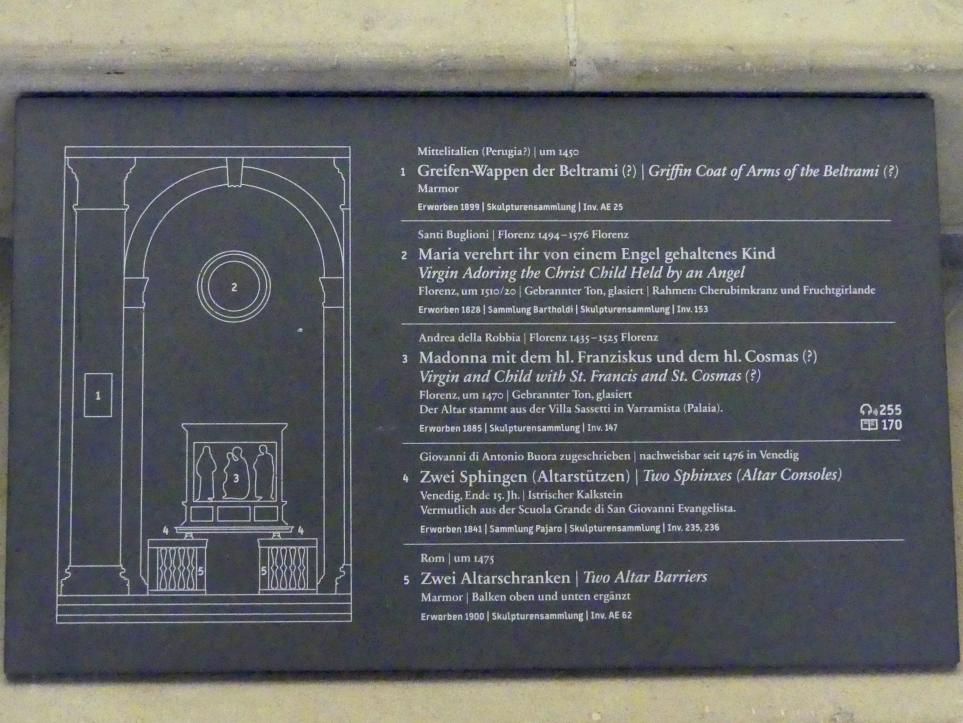 Mittelitalien (Perugia?) | um 1450
1 Greifen-Wappen der Beltrami (?) | Griffin Coat of Arms of the Beltrami (?)
Marmor
Erworben 1899 | Skulpturensammlung | Inv. AE 25
Santi Buglioni | Florenz 1494–1576 Florenz
2 Maria verehrt ihr von einem Engel gehaltenes Kind
Virgin Adoring the Christ Child Held by an Angel
Florenz, um 1510/20 | Gebrannter Ton, glasiert | Rahmen: Cherubimkranz und Fruchtgirlande
Erworben 1828 | Sammlung Bartholdi | Skulpturensammlung | Inv. 153
Andrea della Robbia | Florenz 1435–1525 Florenz
3 Madonna mit dem hl. Franziskus und dem hl. Cosmas (?)
Virgin and Child with St. Francis and St. Cosmas (?)
Florenz, um 1470 | Gebrannter Ton, glasiert
Der Altar stammt aus der Villa Sassetti in Varramista (Palaia).
Erworben 1885 | Skulpturensammlung | Inv. 147
255
170
Giovanni di Antonio Buora zugeschrieben | nachweisbar seit 1476 in Venedig
4 Zwei Sphingen (Altarstützen) | Two Sphinxes (Altar Consoles)
Venedig, Ende 15. Jh. | Istrischer Kalkstein
Vermutlich aus der Scuola Grande di San Giovanni Evangelista.
Erworben 1841 | Sammlung Pajaro | Skulpturensammlung | Inv. 235, 236
Rom | um 1475
5 Zwei Altarschranken | Two Altar Barriers
Marmor | Balken oben und unten ergänzt
Erworben 1900 | Skulpturensammlung | Inv. AE 62
2
1
3
4 4
5 5